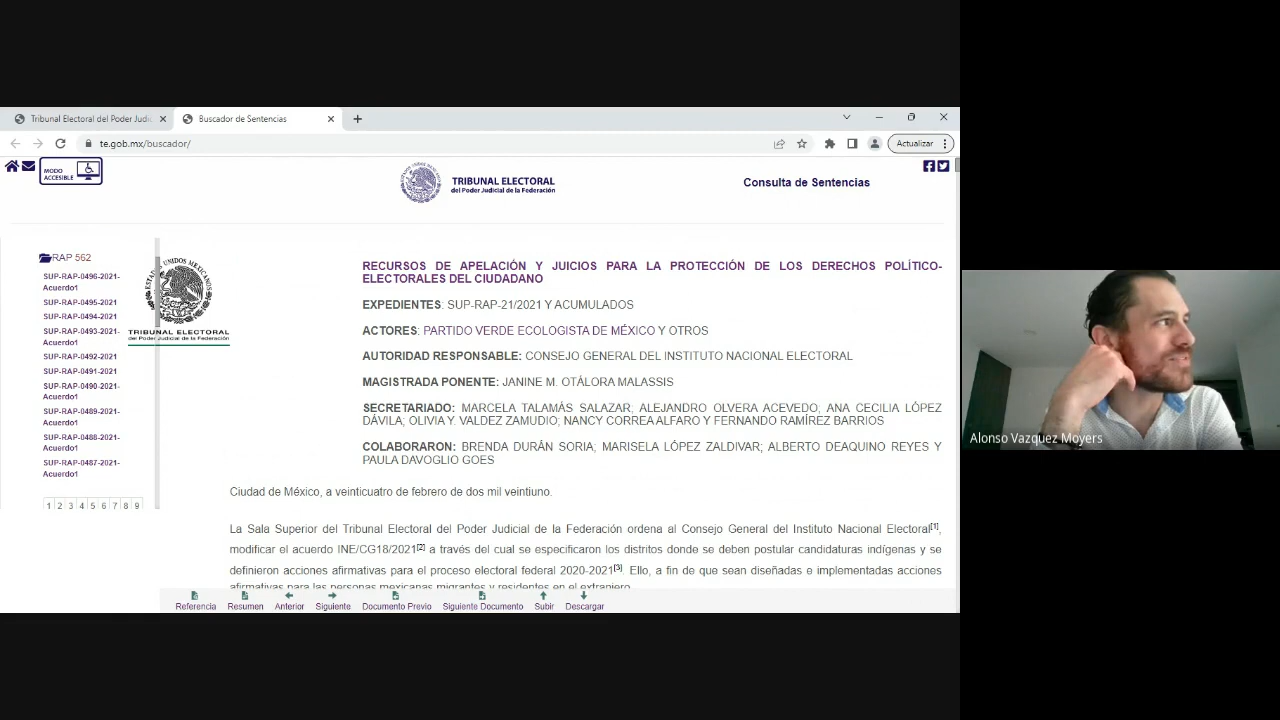 Tribunal Electoral del Poder Judic
Buscador de Sentencias
te.gob.mx/buscador/
Actualizar
MODO
ACCESIBLE
TRIBUNAL ELECTORAL
del Poder Judicial de la Federación
Consulta de Sentencias
RAP 562
SUP-RAP-0496-2021-
Acuerdo1
SUP-RAP-0495-2021
SUP-RAP-0494-2021
SUP-RAP-0493-2021-
Acuerdo1
SUP-RAP-0492-2021
SUP-RAP-0491-2021
SUP-RAP-0490-2021-
Acuerdo1
SUP-RAP-0489-2021-
Acuerdo1
SUP-RAP-0488-2021-
Acuerdo1
SUP-RAP-0487-2021-
Acuerdo1
1 2 3 4 5 6 7 8 9
ESTADOS UNIDOS MEXICANOS
TRIBUNAL ELECTORAL
del Poder Judicial de la Federación
RECURSOS DE APELACIÓN Y JUICIOS PARA LA PROTECCIÓN DE LOS DERECHOS POLÍTICO-
ELECTORALES DEL CIUDADANO
EXPEDIENTES: SUP-RAP-21/2021 Y ACUMULADOS
ACTORES: PARTIDO VERDE ECOLOGISTA DE MÉXICO Y OTROS
AUTORIDAD RESPONSABLE: CONSEJO GENERAL DEL INSTITUTO NACIONAL ELECTORAL
MAGISTRADA PONENTE: JANINE M. OTÁLORA MALASSIS
SECRETARIADO: MARCELA TALAMÁS SALAZAR; ALEJANDRO OLVERA ACEVEDO; ANA CECILIA LÓPEZ
DÁVILA; OLIVIA Y. VALDEZ ZAMUDIO; NANCY CORREA ALFARO Y FERNANDO RAMÍREZ BARRIOS
COLABORARON: BRENDA DURÁN SORIA; MARISELA LÓPEZ ZALDIVAR; ALBERTO DEAQUINO REYES Y
PAULA DAVOGLIO GOES
Ciudad de México, a veinticuatro de febrero de dos mil veintiuno.
La Sala Superior del Tribunal Electoral del Poder Judicial de la Federación ordena al Consejo General del Instituto Nacional Electoral[1],
modificar el acuerdo INE/CG18/2021[2] a través del cual se especificaron los distritos donde se deben postular candidaturas indígenas y se
definieron acciones afirmativas para el proceso electoral federal 2020-2021[3]. Ello, a fin de que sean diseñadas e implementadas acciones
afirmativas para las personas mexicanas migrantes y residentes en el extranjero.
Referencia Resumen Anterior Siguiente Documento Previo Siguiente Documento Subir Descargar
Alonso Vazquez Moyers